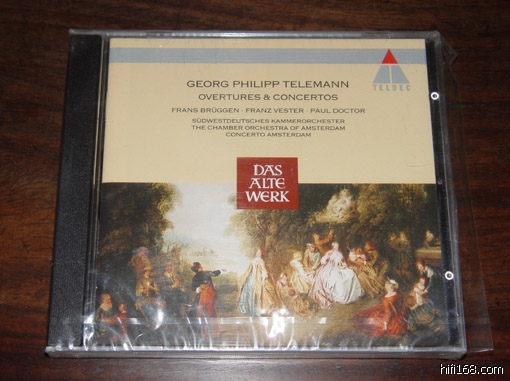 TELDEC
GEORG PHILIPP TELEMANN
OVERTURES & CONCERTOS
FRANS BRÜGGEN · FRANZ VESTER · PAUL DOCTOR
SÜDWESTDEUTSCHES KAMMERORCHESTER
THE CHAMBER ORCHESTRA OF AMSTERDAM
CONCERTO AMSTERDAM
DAS
ALTE
WERK
hifi168.com